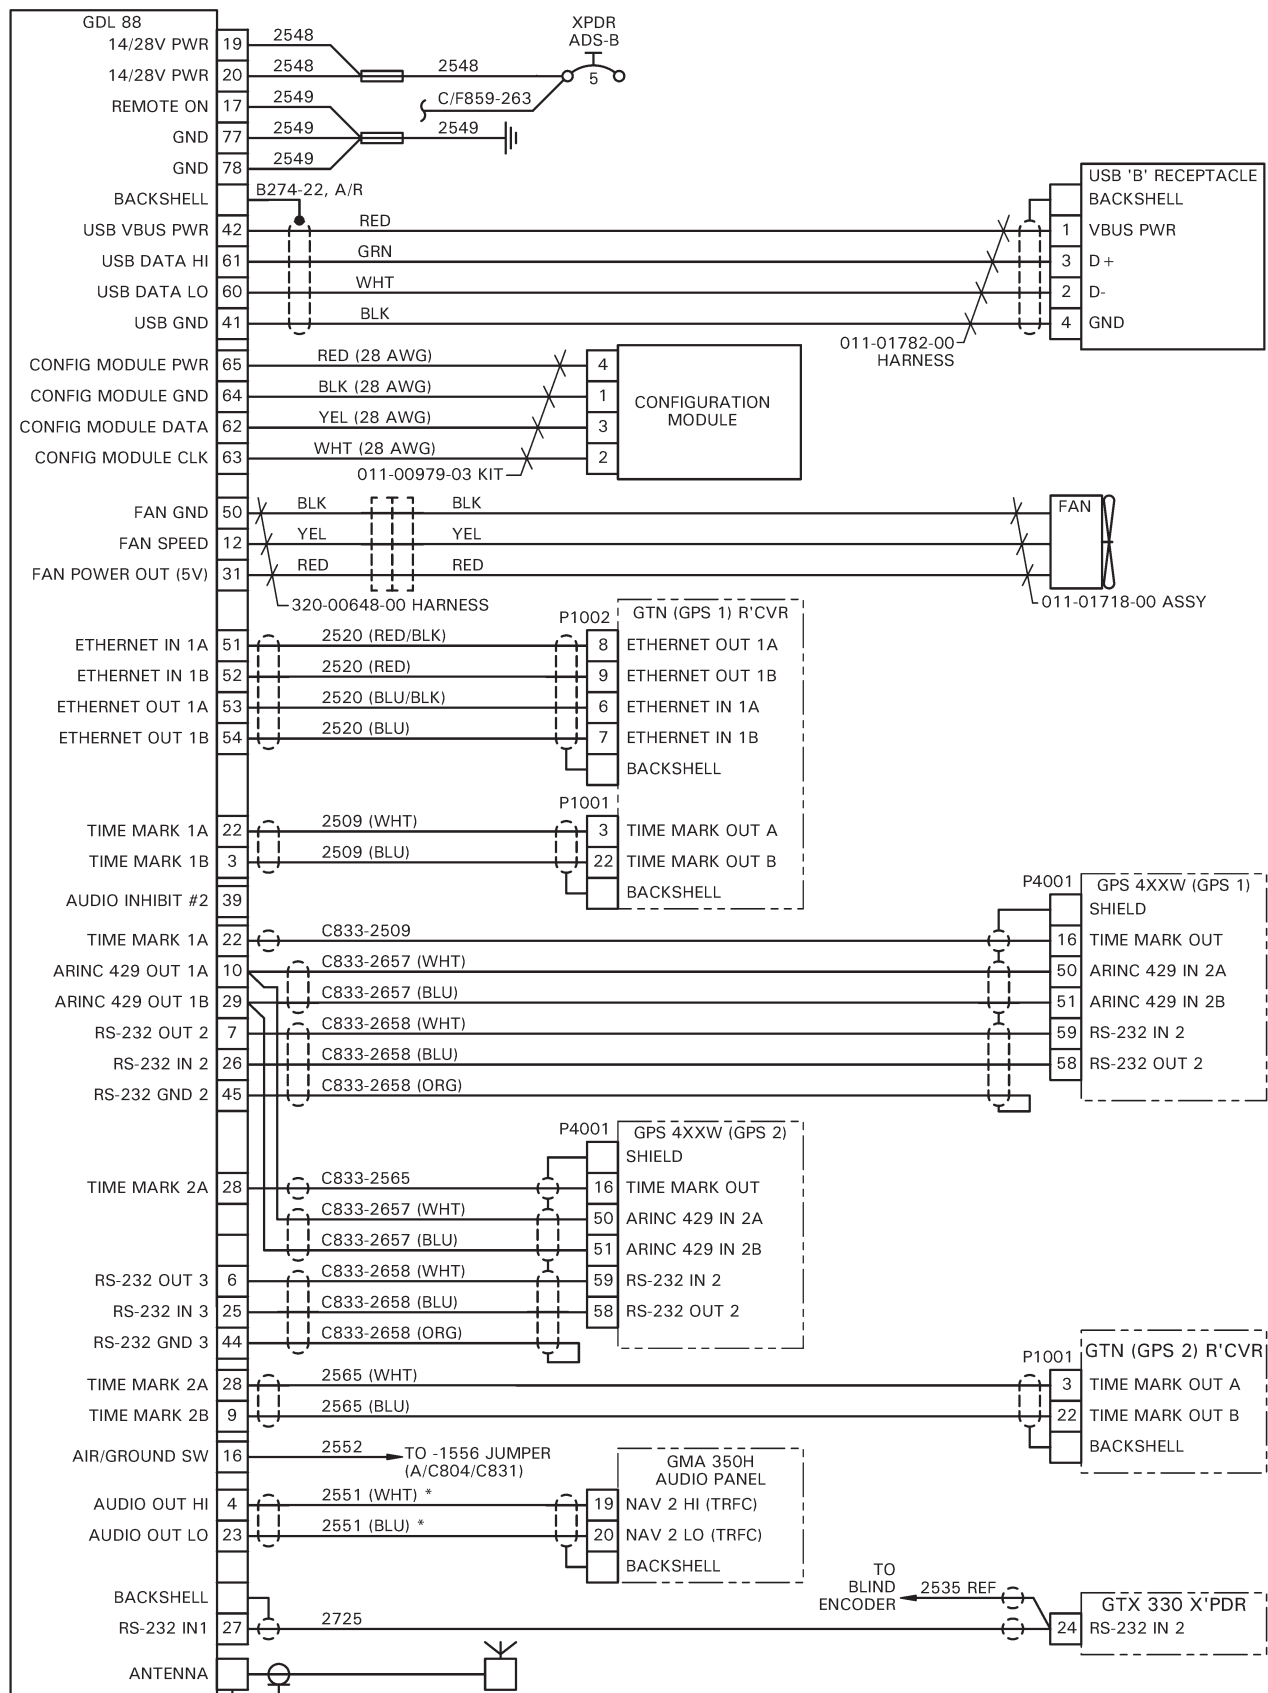 GDL 88
XPDR
ADS-B
5
14/28V PWR 19 2548
14/28V PWR 20 2548 2548
C/F859-263
REMOTE ON 17 2549
GND 77 2549 2549
GND 78 2549
BACKSHELL B274-22, A/R
USB VBUS PWR 42 RED
USB DATA HI 61 GRN
USB DATA LO 60 WHT
USB GND 41 BLK
USB 'B' RECEPTACLE
BACKSHELL
1 VBUS PWR
3 D+
2 D-
4 GND
011-01782-00
HARNESS
CONFIG MODULE PWR 65 RED (28 AWG) 4
CONFIG MODULE GND 64 BLK (28 AWG) 1
CONFIG MODULE DATA 62 YEL (28 AWG) 3
CONFIG MODULE CLK 63 WHT (28 AWG) 2
011-00979-03 KIT
CONFIGURATION
MODULE
FAN GND 50 BLK BLK
FAN SPEED 12 YEL YEL
FAN POWER OUT (5V) 31 RED RED
FAN
320-00648-00 HARNESS
011-01718-00 ASSY
P1002
GTN (GPS 1) R'CVR
ETHERNET IN 1A 51 2520 (RED/BLK) 8 ETHERNET OUT 1A
ETHERNET IN 1B 52 2520 (RED) 9 ETHERNET OUT 1B
ETHERNET OUT 1A 53 2520 (BLU/BLK) 6 ETHERNET IN 1A
ETHERNET OUT 1B 54 2520 (BLU) 7 ETHERNET IN 1B
BACKSHELL
P1001
TIME MARK 1A 22 2509 (WHT) 3 TIME MARK OUT A
TIME MARK 1B 3 2509 (BLU) 22 TIME MARK OUT B
BACKSHELL
AUDIO INHIBIT #2 39
P4001
GPS 4XXW (GPS 1)
SHIELD
TIME MARK 1A 22 C833-2509 16 TIME MARK OUT
ARINC 429 OUT 1A 10 C833-2657 (WHT) 50 ARINC 429 IN 2A
ARINC 429 OUT 1B 29 C833-2657 (BLU) 51 ARINC 429 IN 2B
RS-232 OUT 2 7 C833-2658 (WHT) 59 RS-232 IN 2
RS-232 IN 2 26 C833-2658 (BLU) 58 RS-232 OUT 2
RS-232 GND 2 45 C833-2658 (ORG)
P4001
GPS 4XXW (GPS 2)
SHIELD
TIME MARK 2A 28 C833-2565 16 TIME MARK OUT
C833-2657 (WHT) 50 ARINC 429 IN 2A
C833-2657 (BLU) 51 ARINC 429 IN 2B
RS-232 OUT 3 6 C833-2658 (WHT) 59 RS-232 IN 2
RS-232 IN 3 25 C833-2658 (BLU) 58 RS-232 OUT 2
RS-232 GND 3 44 C833-2658 (ORG)
P1001
GTN (GPS 2) R'CVR
TIME MARK 2A 28 2565 (WHT) 3 TIME MARK OUT A
TIME MARK 2B 9 2565 (BLU) 22 TIME MARK OUT B
BACKSHELL
AIR/GROUND SW 16 2552 TO -1556 JUMPER
(A/C804/C831)
GMA 350H
AUDIO PANEL
AUDIO OUT HI 4 2551 (WHT) * 19 NAV 2 HI (TRFC)
AUDIO OUT LO 23 2551 (BLU) * 20 NAV 2 LO (TRFC)
BACKSHELL
TO
BLIND
ENCODER
2535 REF
GTX 330 X'PDR
BACKSHELL
RS-232 IN1 27 2725 24 RS-232 IN 2
ANTENNA